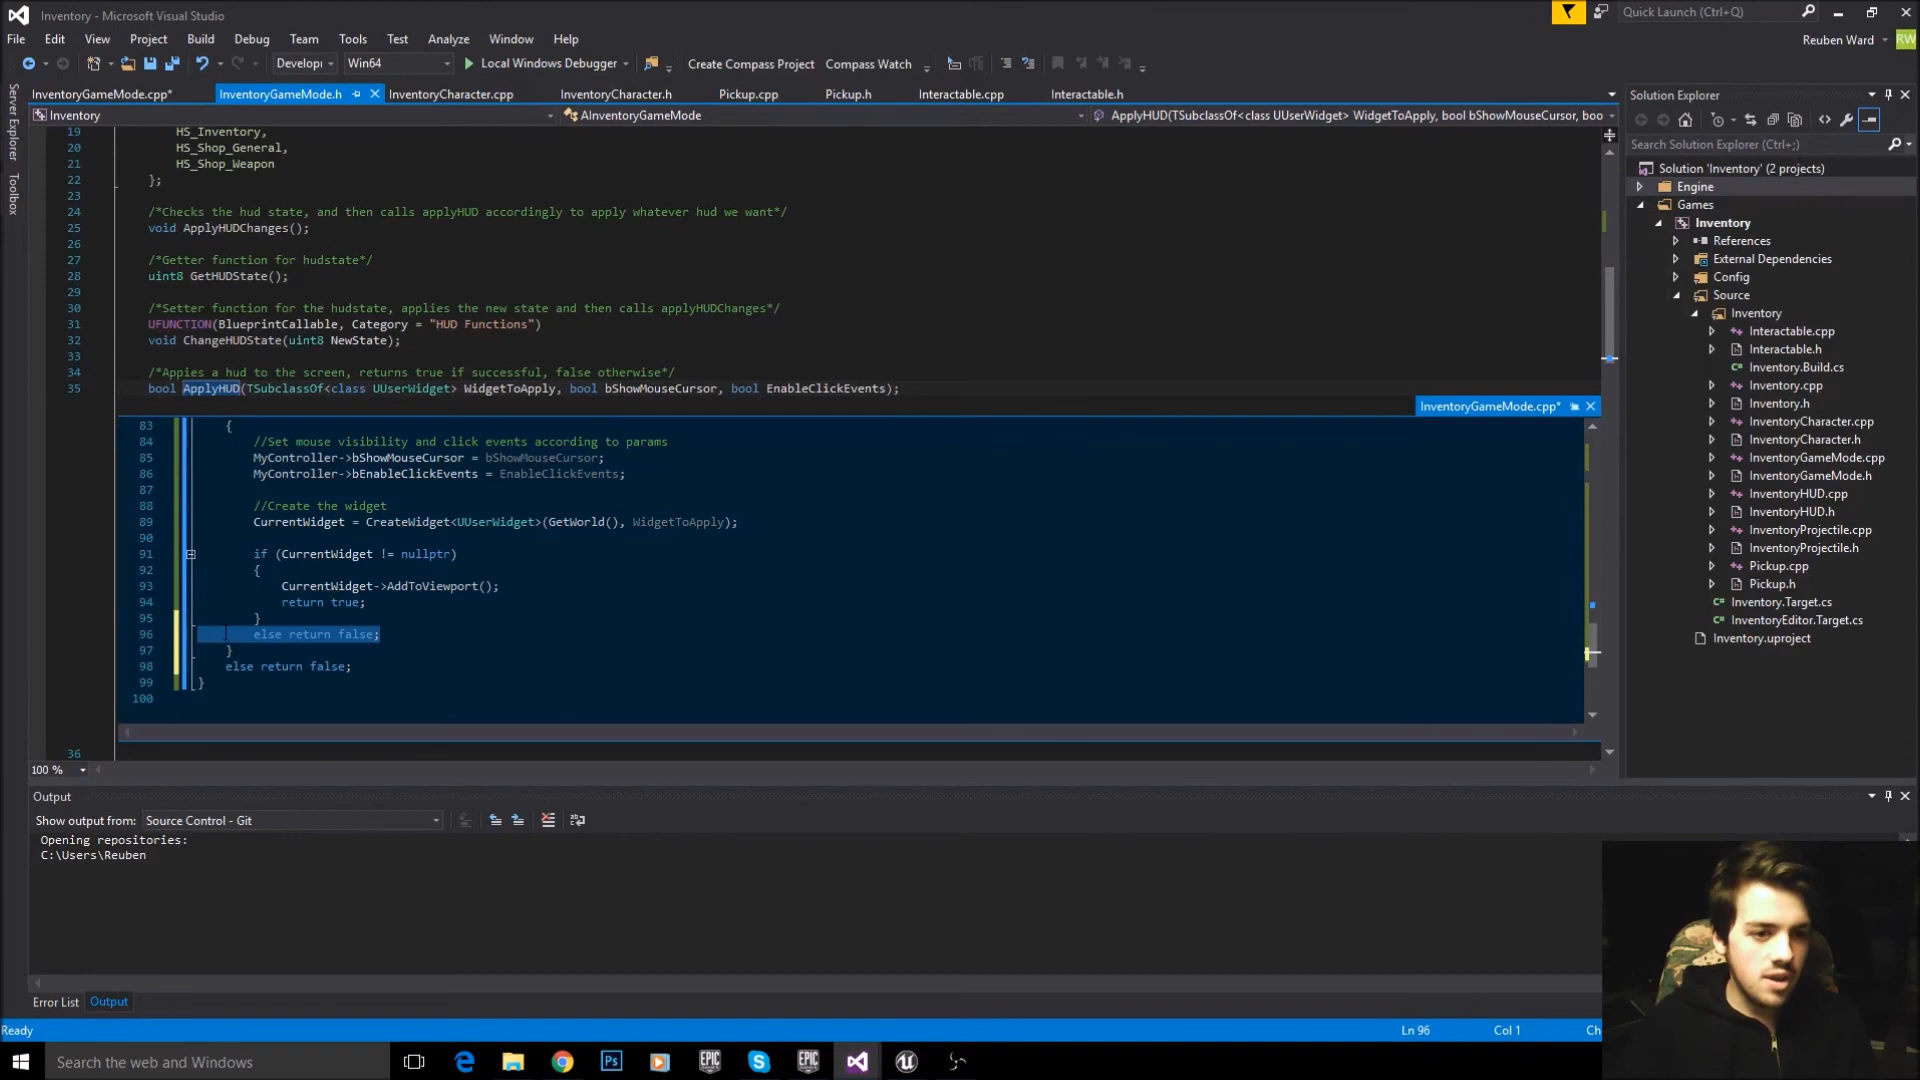 Inventory - Microsoft Visual Studio
Quick Launch (Ctrl+Q)
File Edit View Project Build Debug Team Tools Test Analyze Window Help
Reuben Ward RW
Developi Win64 Local Windows Debugger Create Compass Project Compass Watch
Server Explorer
Toolbox
InventoryGameMode.cpp* InventoryGameMode.h InventoryCharacter.cpp InventoryCharacter.h Pickup.cpp Pickup.h Interactable.cpp Interactable.h
Inventory AInventoryGameMode ApplyHUD(TSubclassOf<class UUserWidget> WidgetToApply, bool bShowMouseCursor, boo
19 HS_Inventory,
20 HS_Shop_General,
21 HS_Shop_Weapon
22 };
23
24 /*Checks the hud state, and then calls applyHUD accordingly to apply whatever hud we want*/
25 void ApplyHUDChanges();
26
27 /*Getter function for hudstate*/
28 uint8 GetHUDState();
29
30 /*Setter function for the hudstate, applies the new state and then calls applyHUDChanges*/
31 UFUNCTION(BlueprintCallable, Category = "HUD Functions")
32 void ChangeHUDState(uint8 NewState);
33
34 /*Appies a hud to the screen, returns true if successful, false otherwise*/
35 bool ApplyHUD(TSubclassOf<class UUserWidget> WidgetToApply, bool bShowMouseCursor, bool EnableClickEvents);
InventoryGameMode.cpp*
83 {
84 //Set mouse visibility and click events according to params
85 MyController->bShowMouseCursor = bShowMouseCursor;
86 MyController->bEnableClickEvents = EnableClickEvents;
87
88 //Create the widget
89 CurrentWidget = CreateWidget<UUserWidget>(GetWorld(), WidgetToApply);
90
91 if (CurrentWidget != nullptr)
92 {
93 CurrentWidget->AddToViewport();
94 return true;
95 }
96 else return false;
97 }
98 else return false;
99 }
100
36
100 %
Output
Show output from: Source Control - Git
Opening repositories:
C:\Users\Reuben
Error List Output
Ready Ln 96 Col 1 Ch
Solution Explorer
Search Solution Explorer (Ctrl+;)
Solution 'Inventory' (2 projects)
Engine
Games
Inventory
References
External Dependencies
Config
Source
Inventory
Interactable.cpp
Interactable.h
Inventory.Build.cs
Inventory.cpp
Inventory.h
InventoryCharacter.cpp
InventoryCharacter.h
InventoryGameMode.cpp
InventoryGameMode.h
InventoryHUD.cpp
InventoryHUD.h
InventoryProjectile.cpp
InventoryProjectile.h
Pickup.cpp
Pickup.h
Inventory.Target.cs
InventoryEditor.Target.cs
Inventory.uproject
Search the web and Windows
Ps EPIC EPIC